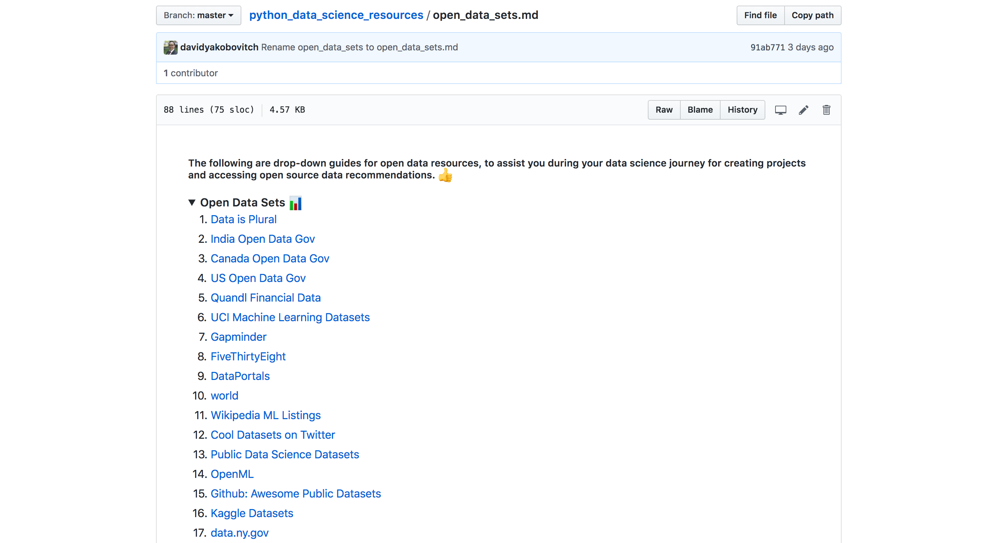 Branch: master python_data_science_resources / open_data_sets.md Find file Copy path
davidyakobovitch Rename open_data_sets to open_data_sets.md 91ab771 3 days ago
1 contributor
88 lines (75 sloc) 4.57 KB Raw Blame History
The following are drop-down guides for open data resources, to assist you during your data science journey for creating projects
and accessing open source data recommendations. 👍
▼ Open Data Sets 📊
1. Data is Plural
2. India Open Data Gov
3. Canada Open Data Gov
4. US Open Data Gov
5. Quandl Financial Data
6. UCI Machine Learning Datasets
7. Gapminder
8. FiveThirtyEight
9. DataPortals
10. world
11. Wikipedia ML Listings
12. Cool Datasets on Twitter
13. Public Data Science Datasets
14. OpenML
15. Github: Awesome Public Datasets
16. Kaggle Datasets
17. data.ny.gov